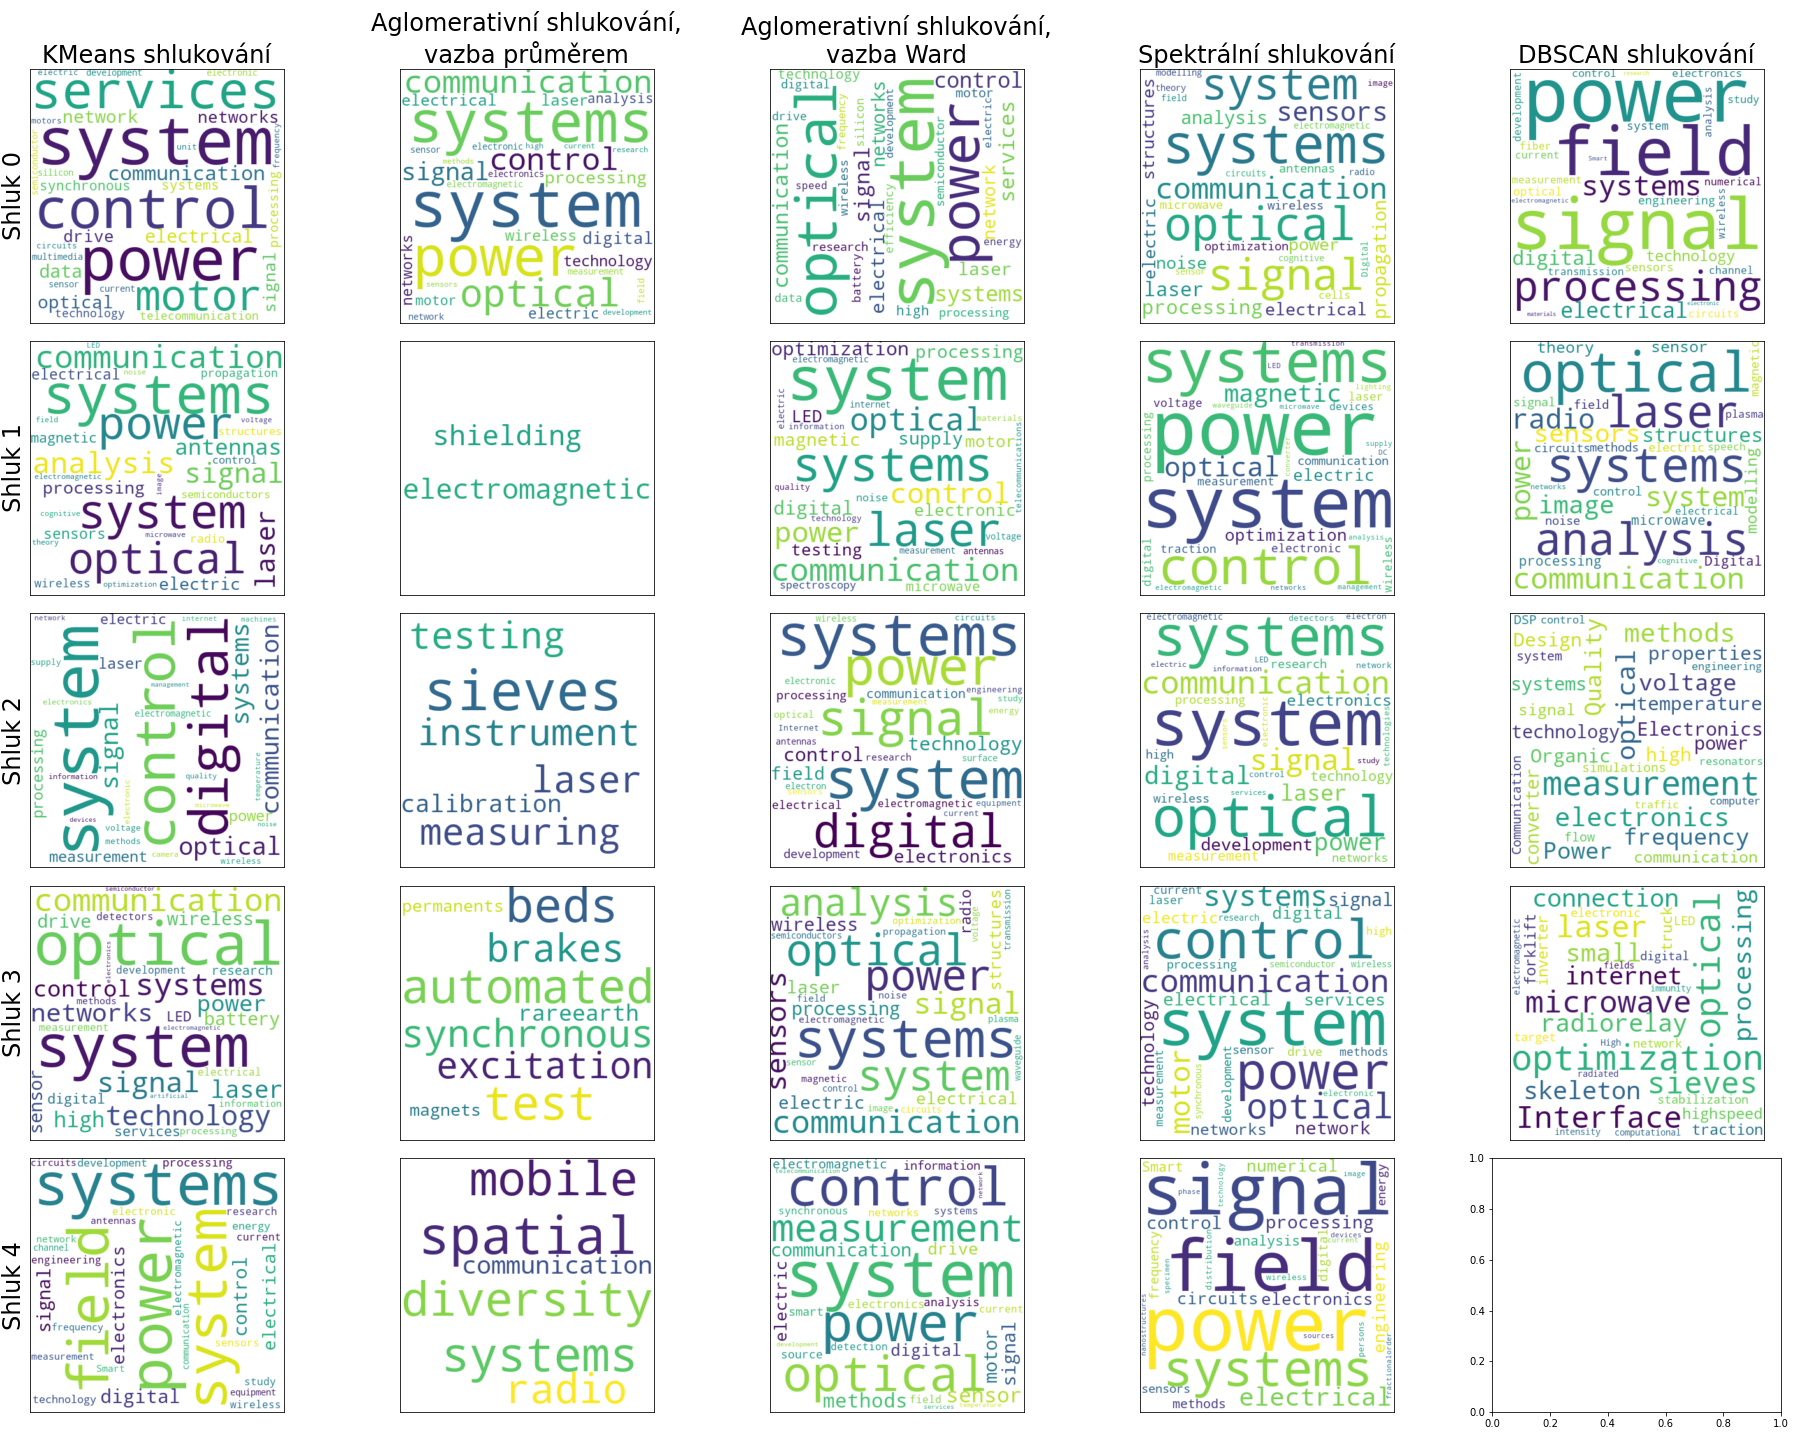 KMeans shlukování
Aglomerativní shlukování,
vazba průměrem
Aglomerativní shlukování,
vazba Ward
Spektrální shlukování
DBSCAN shlukování
Shluk 0
electric development electronic
services
network networks
motors
system
units
frequency
semiconductor
silicon
communication
synchronous systems
control
processing
drive electrical
circuits
multimedia
power
data
sensor current
signal
optical motor
technology telecommunication
communication
electrical laser analysis
systems
sensor electronic high current research
methods control
signal electronics processing
electromagnetic
system
wireless digital
networks
power technology
measurement
sensors
motor optical field
network electric development
technology control
digital motor
optical
drive
frequency
silicon
networks
development
system
semiconductor
electric
services
communication
speed
wireless
signal
electrical
efficiency
power
network
research
battery
energy
laser
systems
data high processing
modelling
theory system image
field
structures
analysis sensors
electromagnetic
systems
circuits antennas radio
communication
microwave wireless
electric
optical
propagation
optimization power
noise cognitive Digital
sensor signal
laser cells
processing electrical
control research electronics
development
power study
analysis
system
fiber
current field
Smart
measurement systems numerical
optical
electromagnetic engineering
wireless
signal
digital technology
transmission sensors channel
processing
electronic
materials electrical circuits
Shluk 1
LED
communication
electrical noise propagation
systems
field power voltage
magnetic structures
antennas
analysis control
electromagnetic signal
processing image
semiconductors
cognitive system
sensors microwave radio
theory
optical laser
wireless optimization electric
shielding
electromagnetic
optimization processing
electromagnetic
system
electric
internet
LED optical materials
information
magnetic supply motor
systems
telecommunications
quality
noise control
digital electronic
technology
power laser voltage
testing measurement antennas
communication
spectroscopy microwave
transmission
systems
LED lighting
magnetic laser
voltage waveguide microwave devices
power
processing
converter
supply
DC
optical communication
measurement electric
system
optimization analysis
traction electronic
digital
control
wireless
electromagnetic networks management
theory sensor
optical
magnetic
signal field
radio laser plasma
sensors structures
circuits methods electric speech
power
systems
networks control
image system
modelling
electrical
noise microwave
analysis
processing cognitive Digital
communication
Shluk 2
network electric internet machines
system
control
digital
systems
communication
supply laser
management
electronics
signal
electromagnetic
processing
information
electronic
quality
temperature
devices
microwave
voltage power
methods noise
optical
measurement camera wireless
testing
sieves
instrument
laser
calibration
measuring
wireless circuits
systems
power
electronic
processing communication engineering
measurement study
optical signal energy
Internet
antennas technology
control research surface
field system
electron
sensors
electrical electromagnetic equipment
current
digital
development electronics
electromagnetic detectors electron
systems
LED
electric information research network
communication
processing electronics
system
sensors
electronic
technologies
high signal study
digital control technology
wireless services laser
optical
development power
measurement networks
DSP control
Design methods
Quality
system properties
engineering
systems optical voltage
signal temperature
technology Electronics
Organic high power
simulations resonators
measurement
Communication
converter
traffic computer
electronics
flow frequency
Power communication
Shluk 3
semiconductor
communication
drive detectors wireless
optical
electronics
development research
control systems
methods power
networks LED battery
measurement electromagnetic
system
electrical
sensor
signal laser
digital artificial information
high technology
services processing
permanents beds
brakes
automated
rareearth
synchronous
excitation
magnets test
analysis
radio
voltage
structures
transmission
wireless optimization
semiconductors propagation
optical
power
laser
field noise signal
sensors
processing
electromagnetic plasma
systems
waveguide
sensor system
magnetic
control
electric electrical
image circuits
communication
current systems signal
laser
electric research digital
control high
analysis
processing semiconductor wireless
communication
electrical services
technology
system
measurement
motor
synchronous
development
sensor drive methods
power
electronic
optical
networks network
connection
electronic
electromagnetic
forklift
inverter
laser
truck
LED
optical
processing
small digital
fields
internet immunity
microwave
radiorelay
target High network
optimization
radiated
skeleton sieves
stabilization
Interface highspeed
intensity computational traction
Shluk 4
circuits development processing
systems
electronic research
antennas
network
channel
field
power
electromagnetic
system
energy
current
engineering
signal
electronics
control
electrical
frequency
communication
measurement sensors
Smart
study
technology digital equipment
wireless
mobile
spatial
communication
diversity
systems
radio
electromagnetic information
telecommunication
control
network
synchronous networks systems
measurement
communication drive
system
electric
electronics analysis
smart current
power
development
source detection
motor
signal
digital
optical
methods field sensor
services temperature
Smart numerical image
energy
phase technology
signal
control processing
devices
analysis current
frequency
specimen
distribution
digital
engineering
field
wireless
circuits electronics
nanostructures
power
sources
persons
fractionalorder
systems
sensors electrical
methods
1.0
0.8
0.6
0.4
0.2
0.0
0.0 0.2 0.4 0.6 0.8 1.0